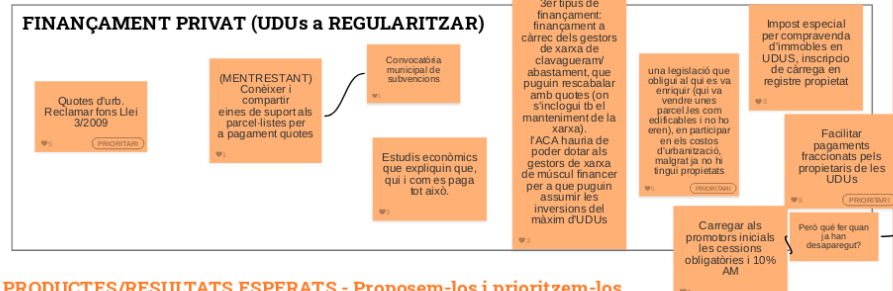 FINANÇAMENT PRIVAT (UDUs a REGULARITZAR)
Quotes d'urb.
Reclamar fons Llei
3/2009
PRIORITARI
(MENTRESTANT)
Conèixer i
compartir
eines de suport als
parcel·listes per
a pagament quotes
1
Convocatòria
municipal de
subvencions
Estudis econòmics
que expliquin que,
qui i com es paga
tot això.
3er tipus de
finançament:
finançament a
càrrec dels gestors
de xarxa de
clavagueram/
abastament, que
puguin rescabalar
amb quotes (on
s'inclogui tb el
manteniment de la
xarxa).
l'ACA hauria de
poder dotar als
gestors de xarxa
de múscul financer
per a que puguin
assumir les
inversions del
màxim d'UDUs
una legislació que
obligui al qui es va
enriquir (qui va
vendre unes
parcel.les com
edificables i no ho
eren), en participar
en els costos
d'urbanització,
malgrat ja no hi
tingui propietats
PRIORITARI
Impost especial
per compravenda
d'immobles en
UDUS, inscripcio
de càrrega en
registre propietat
Facilitar
pagaments
fraccionats pels
propietaris de les
UDUs
PRIORITARI
Carregar als
promotors inicials
les cessions
obligatòries i 10%
AM
Però què fer quan
ja han
desaparegut?
PRODUCTES/RESULTATS ESPERATS - Proposem-los i prioritzem-los